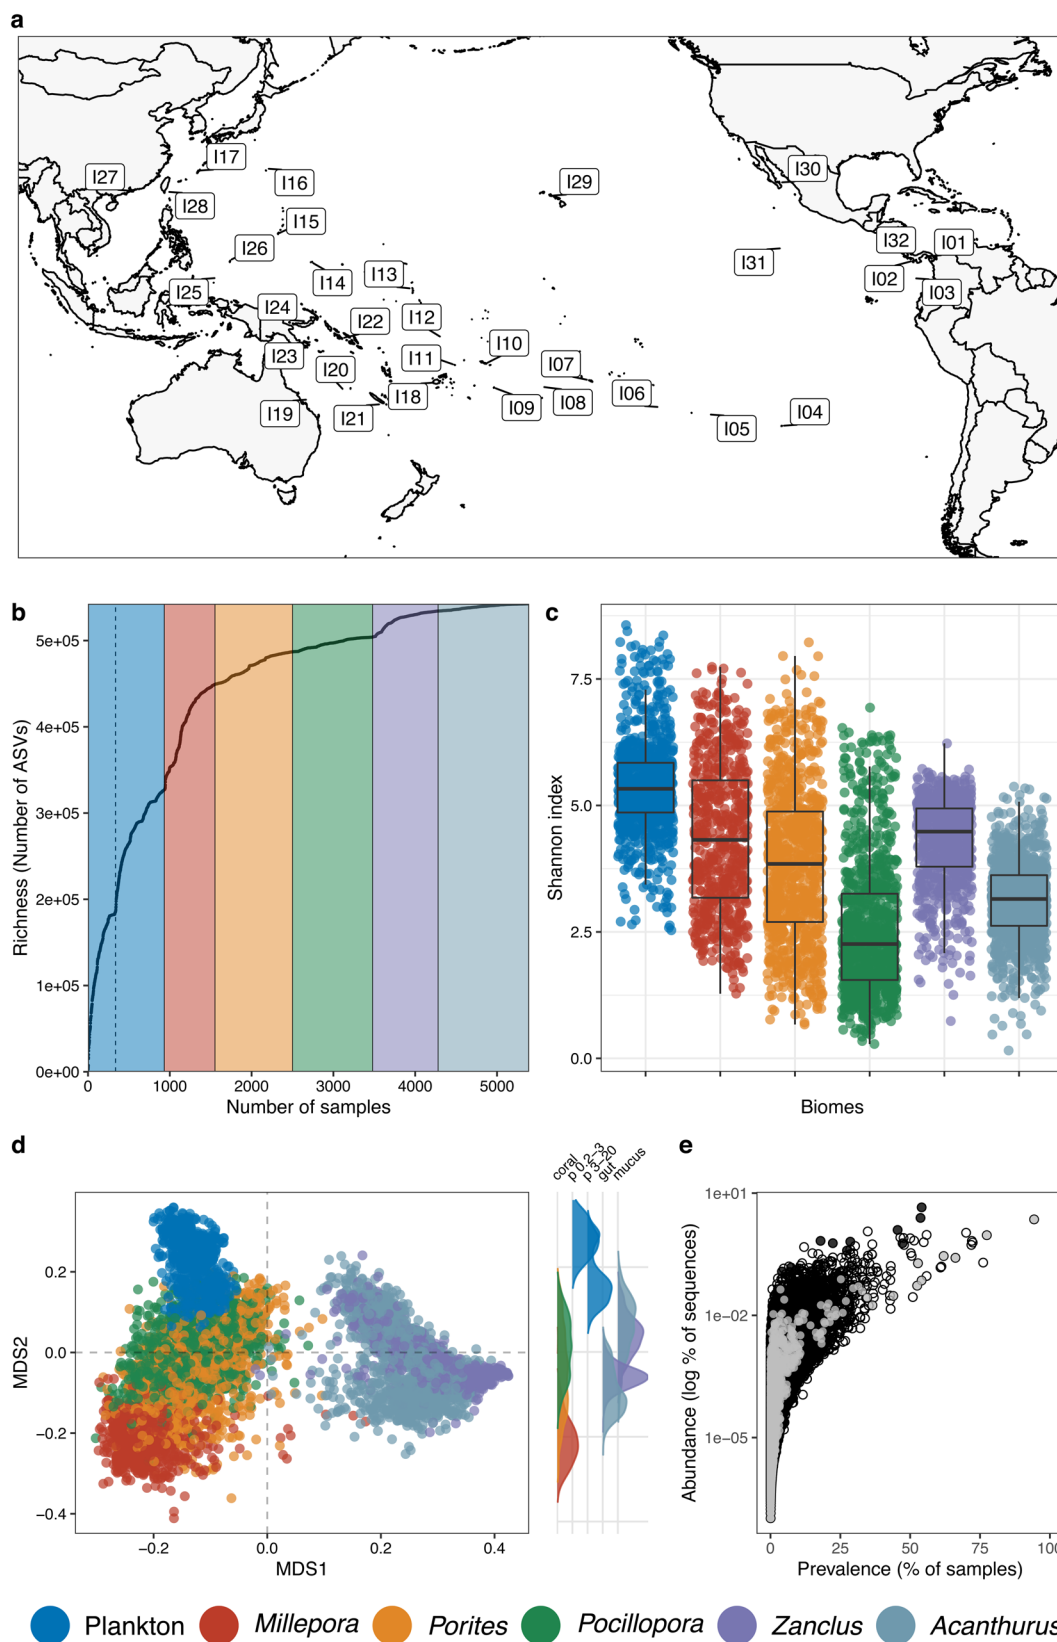 a
I17
I27
I16
I29
I30
I28
I15
I26
I32
I01
I31
I13
I14
I02
I25
I03
I24
I22
I12
I10
I11
I23
I07
I20
I18
I06
I09
I08
I19
I21
I05
I04
b
Richness (Number of ASVs)
5e+05
4e+05
3e+05
2e+05
1e+05
0e+00
0 1000 2000 3000 4000 5000
Number of samples
c
Shannon index
7.5
5.0
2.5
0.0
Biomes
d
coral
p 0.2−3
p 3−20
gut
mucus
MDS2
0.2
0.0
−0.2
−0.4
−0.2 0.0 0.2 0.4
MDS1
e
Abundance (log % of sequences)
1e+01
1e−02
1e−05
0 25 50 75 100
Prevalence (% of samples)
Plankton Millepora Porites Pocillopora Zanclus Acanthurus